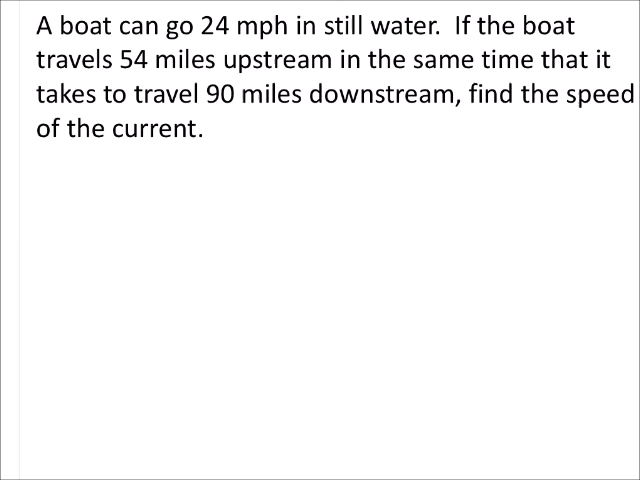 A boat can go 24 mph in still water.  If the boat
travels 54 miles upstream in the same time that it
takes to travel 90 miles downstream, find the speed
of the current.